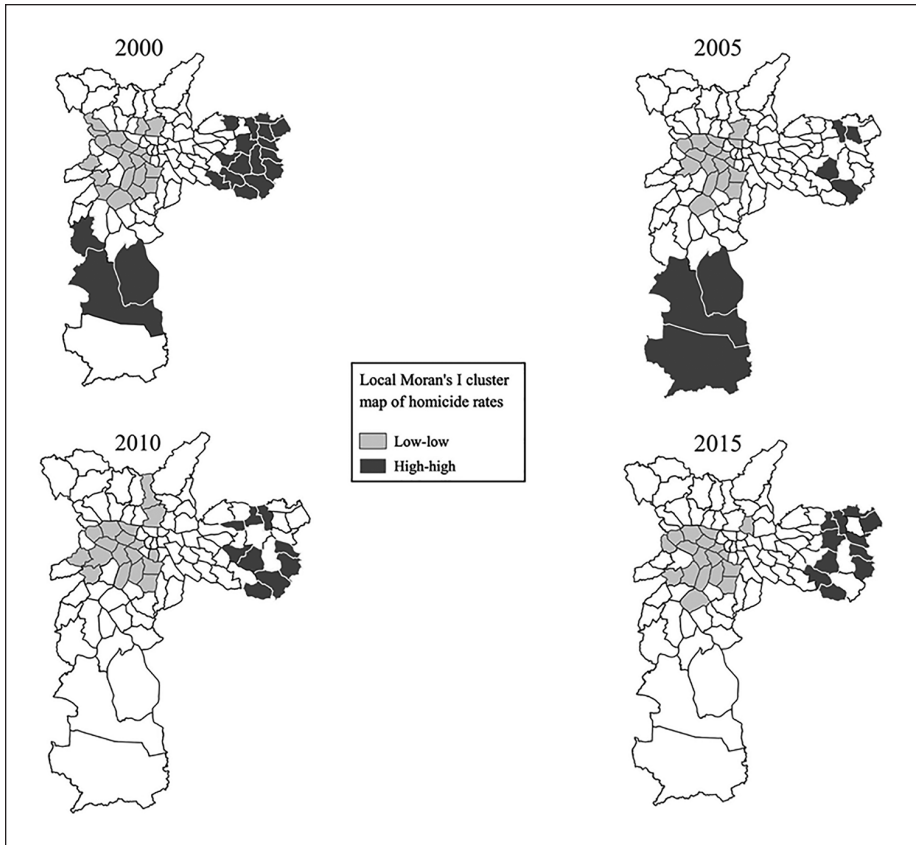 2000
2005
Local Moran's I cluster
map of homicide rates
Low-low
High-high
2010
2015